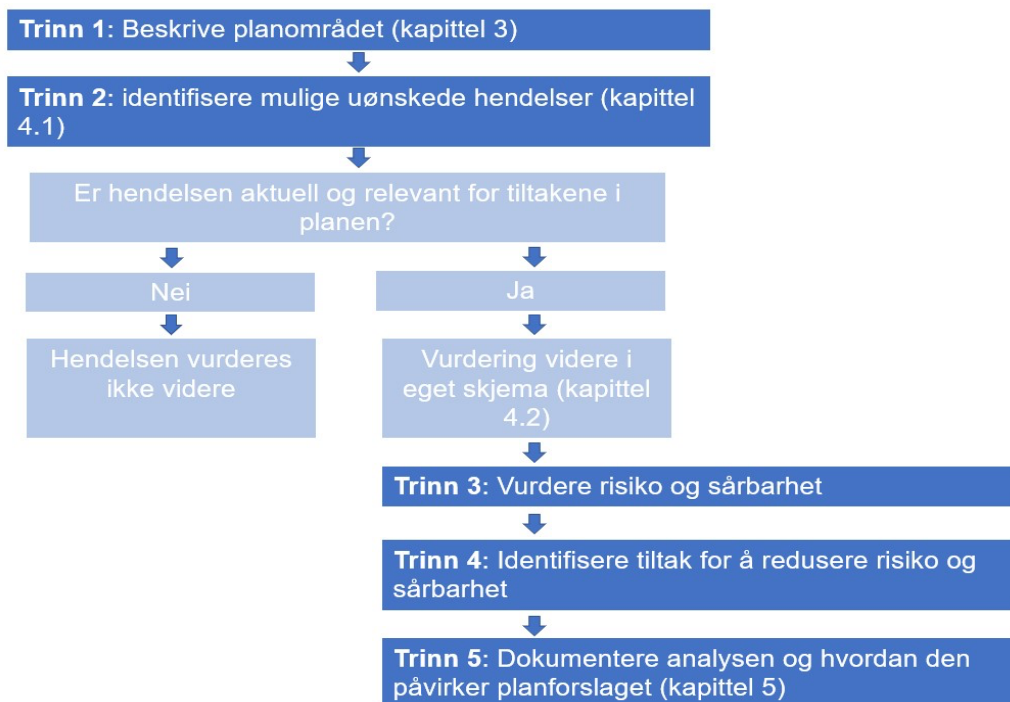 Trinn 1: Beskrive planområdet (kapittel 3)
Trinn 2: identifisere mulige uønskede hendelser (kapittel
4.1)
Er hendelsen aktuell og relevant for tiltakene i
planen?
Nei
Ja
Hendelsen vurderes
ikke videre
Vurdering videre i
eget skjema (kapittel
4.2)
Trinn 3: Vurdere risiko og sårbarhet
Trinn 4: Identifisere tiltak for å redusere risiko og
sårbarhet
Trinn 5: Dokumentere analysen og hvordan den
påvirker planforslaget (kapittel 5)